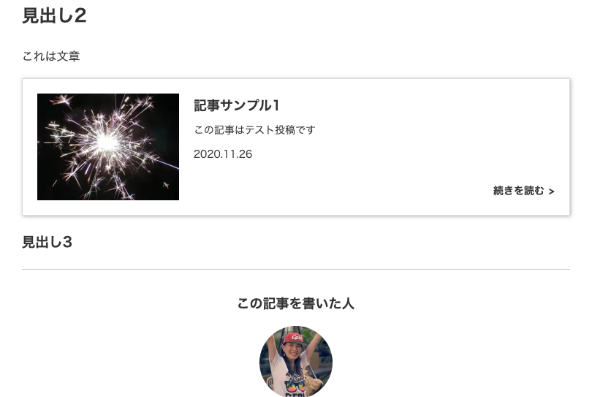 見出し2
これは文章
記事サンプル1
この記事はテスト投稿です
2020.11.26
続きを読む >
見出し3
この記事を書いた人